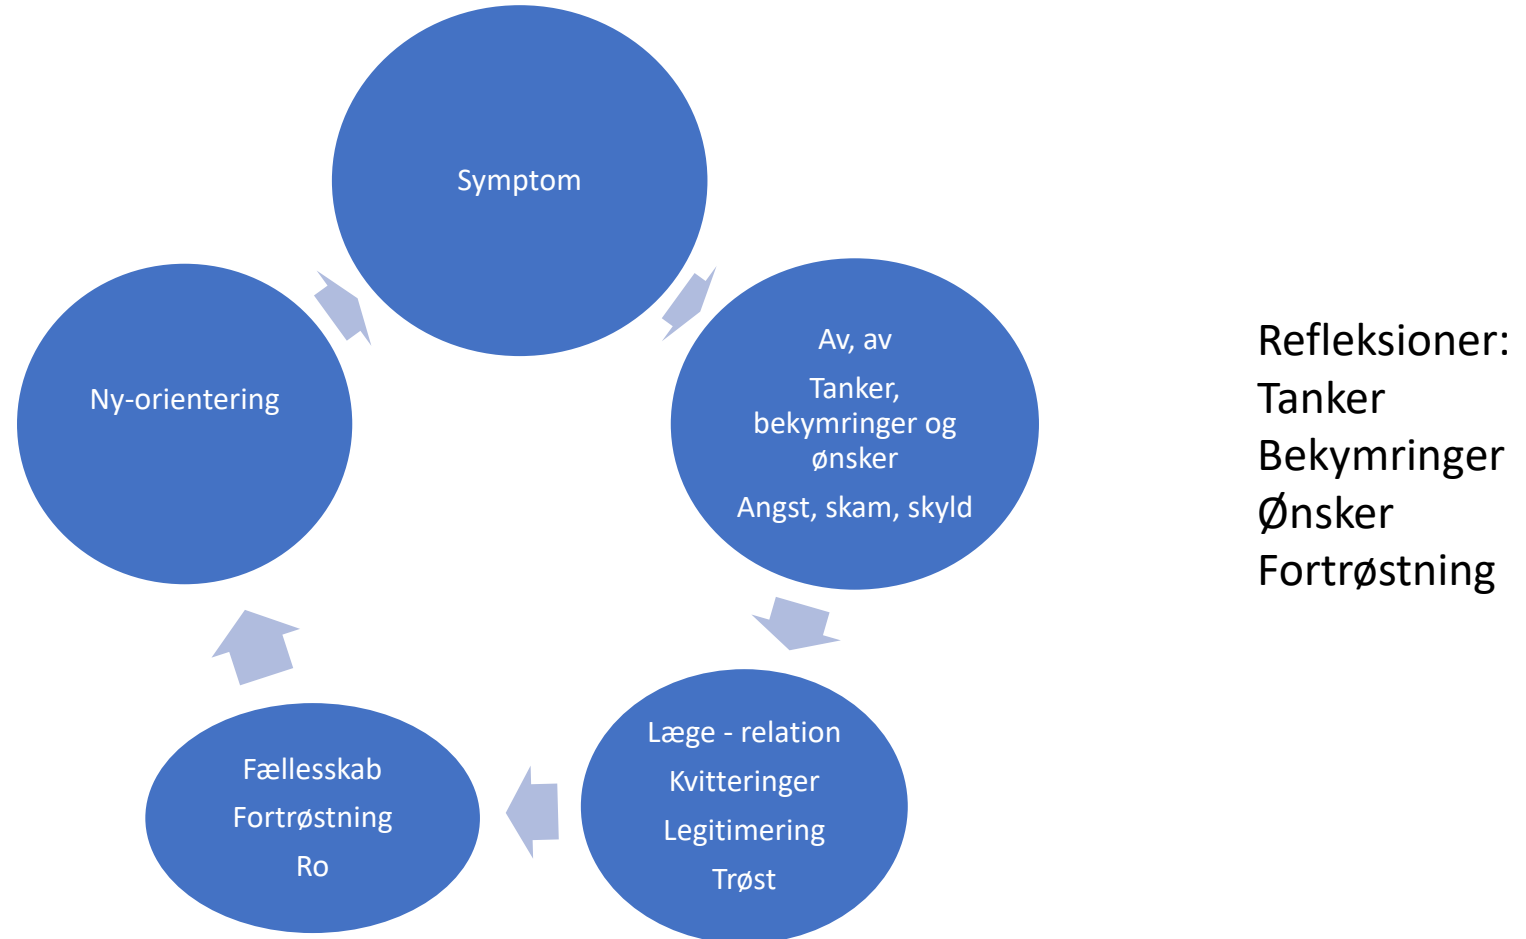 Symptom
Av, av
Tanker,
bekymringer og
ønsker
Angst, skam, skyld
Læge - relation
Kvitteringer
Legitimering
Trøst
Fællesskab
Fortrøstning
Ro
Ny-orientering
Refleksioner:
Tanker
Bekymringer
Ønsker
Fortrøstning